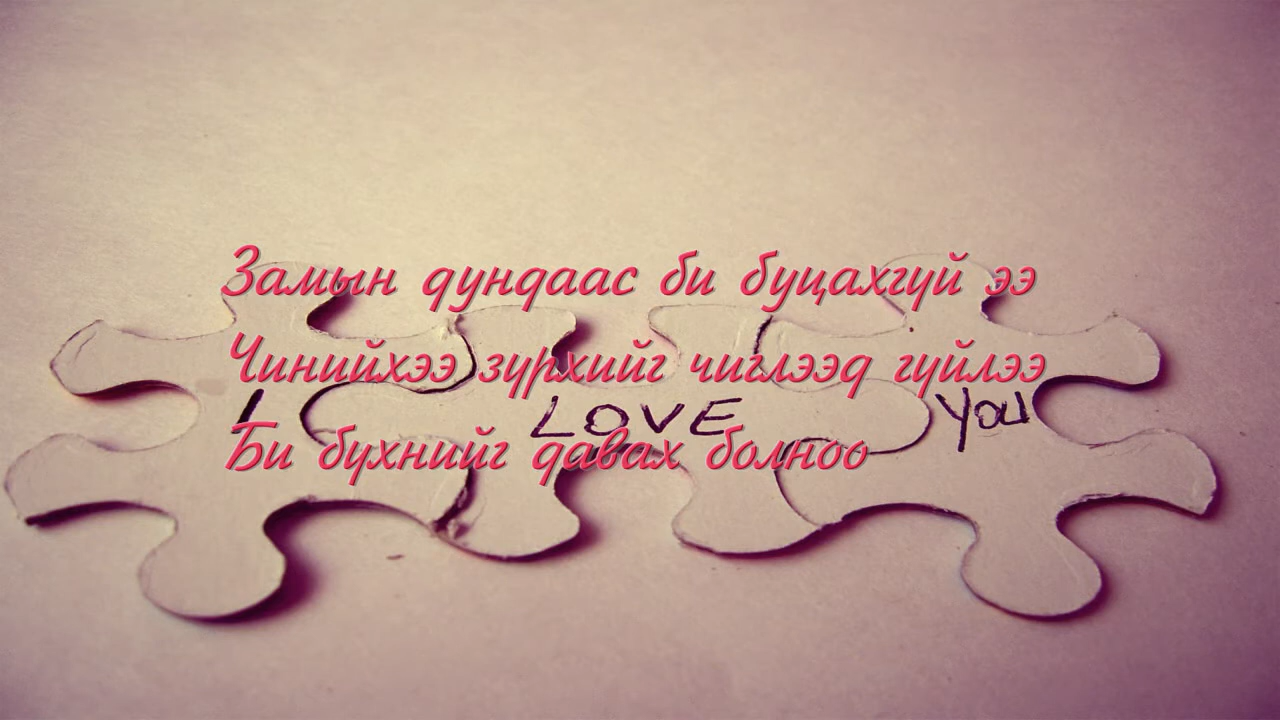 Замын дундаас би буцахгүй ээ
Чинийхээ зүрхийг чиглээд гүйлээ
I LOVE You
Би бүхнийг давах болноо